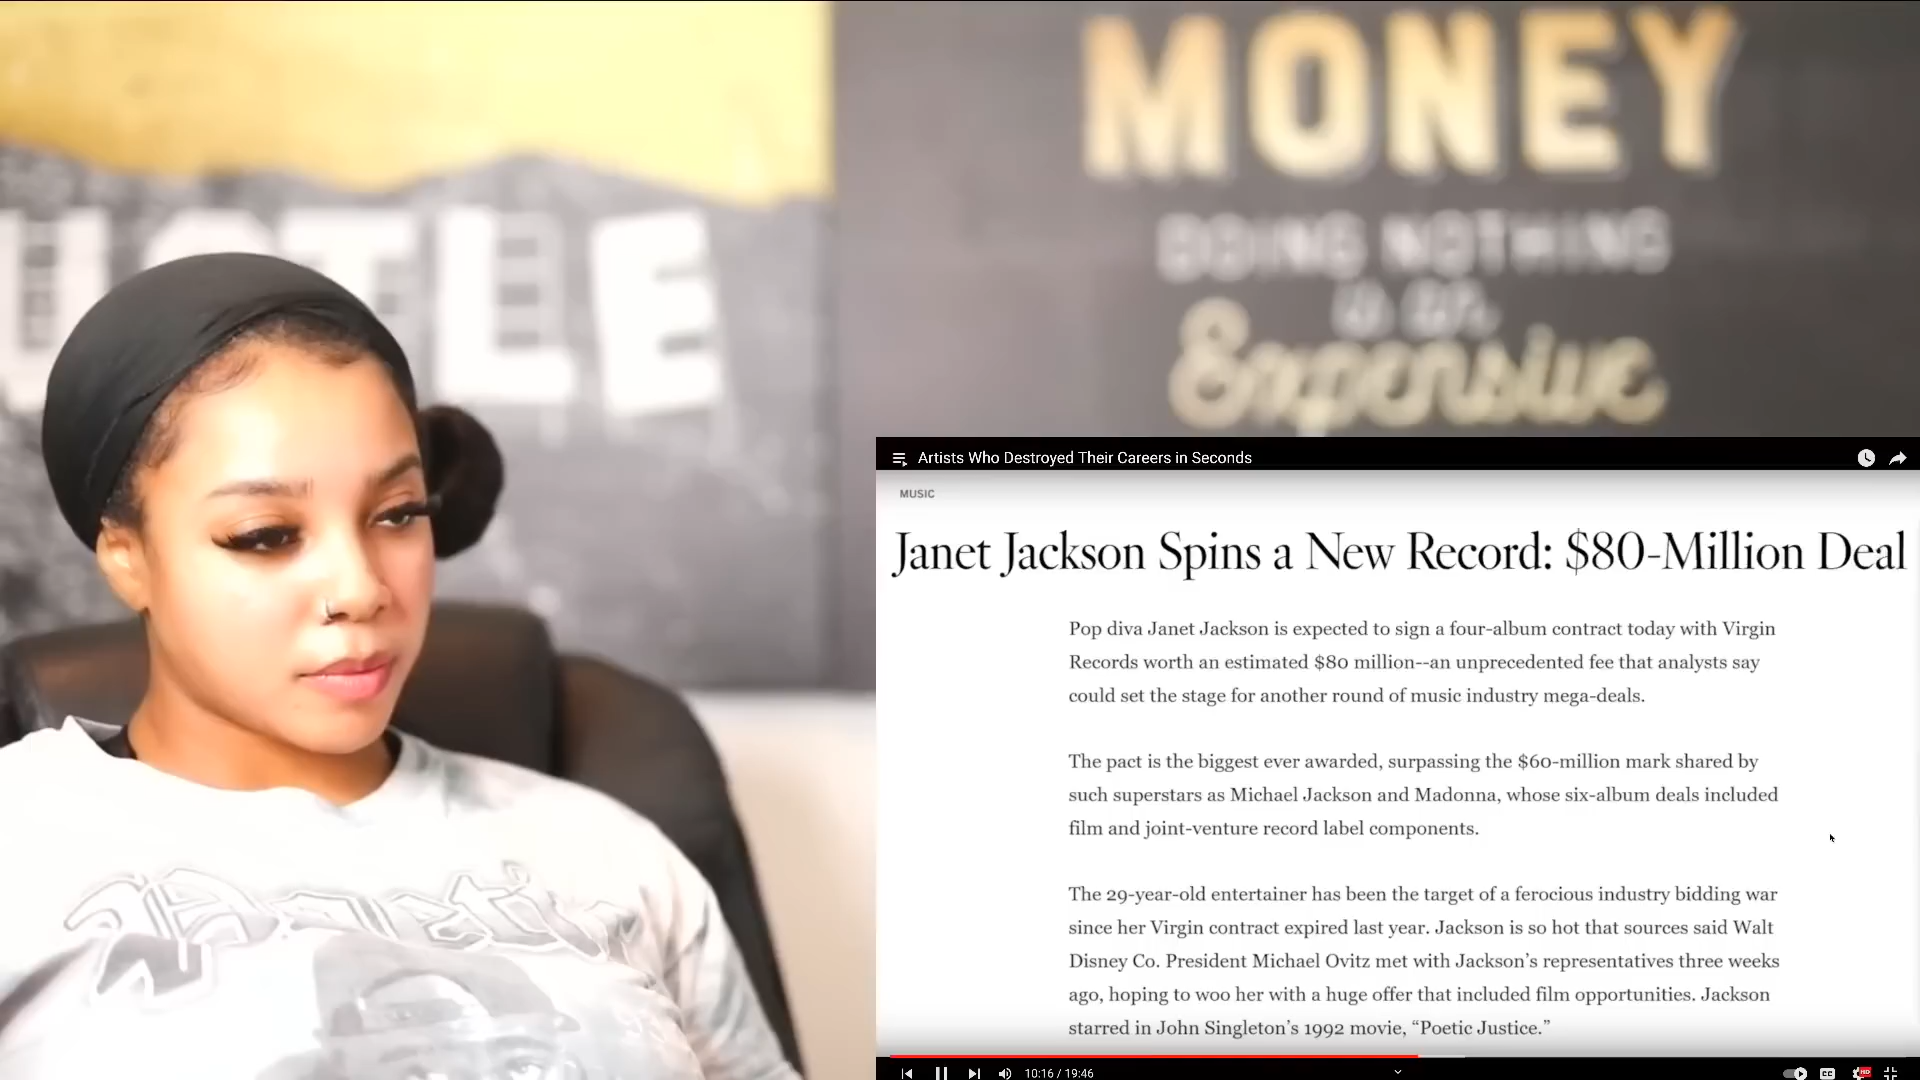 HUSTLE
MONEY
DOING NOTHING
is an
Expensive
Artists Who Destroyed Their Careers in Seconds
MUSIC
Janet Jackson Spins a New Record: $80-Million Deal
Pop diva Janet Jackson is expected to sign a four-album contract today with Virgin
Records worth an estimated $80 million--an unprecedented fee that analysts say
could set the stage for another round of music industry mega-deals.
The pact is the biggest ever awarded, surpassing the $60-million mark shared by
such superstars as Michael Jackson and Madonna, whose six-album deals included
film and joint-venture record label components.
The 29-year-old entertainer has been the target of a ferocious industry bidding war
since her Virgin contract expired last year. Jackson is so hot that sources said Walt
Disney Co. President Michael Ovitz met with Jackson's representatives three weeks
ago, hoping to woo her with a huge offer that included film opportunities. Jackson
starred in John Singleton's 1992 movie, “Poetic Justice.”
10:16 / 19:46
CC
HD